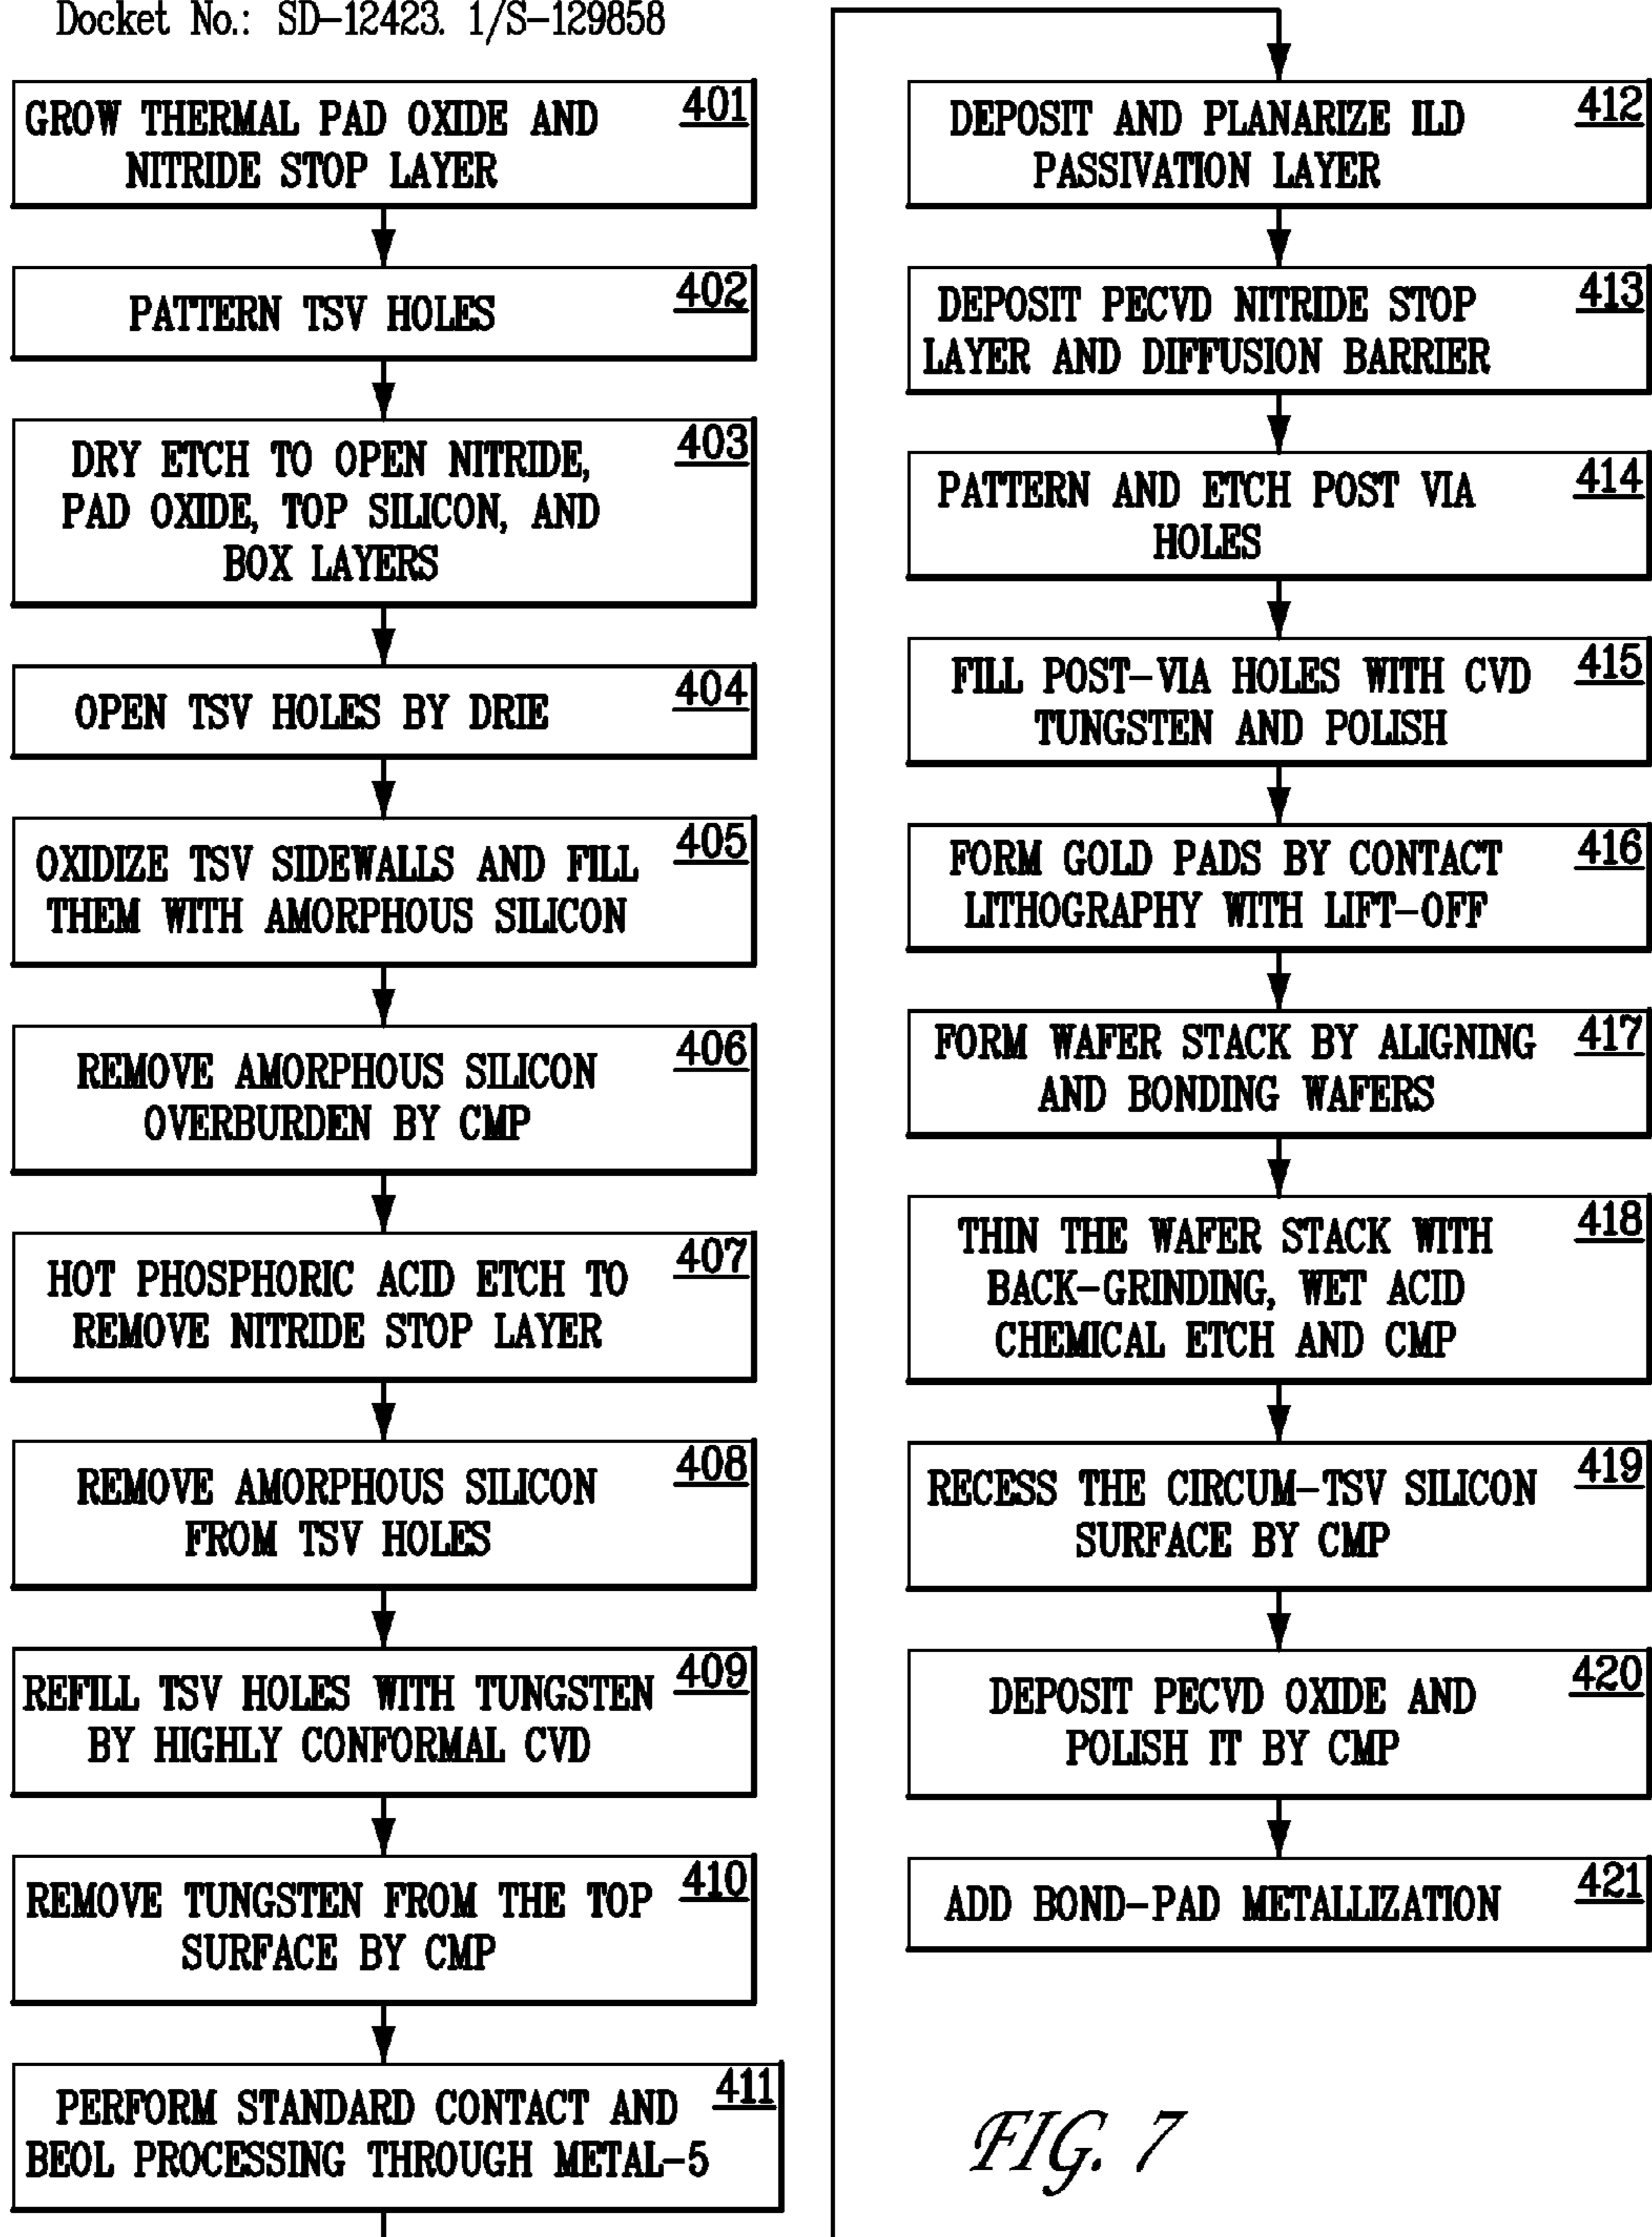 Docket No.: SD-12423. 1/S-129858
GROW THERMAL PAD OXIDE AND 401
NITRIDE STOP LAYER
PATTERN TSV HOLES 402
DRY ETCH TO OPEN NITRIDE, 403
PAD OXIDE, TOP SILICON, AND
BOX LAYERS
OPEN TSV HOLES BY DRIE 404
OXIDIZE TSV SIDEWALLS AND FILL 405
THEM WITH AMORPHOUS SILICON
REMOVE AMORPHOUS SILICON 406
OVERBURDEN BY CMP
HOT PHOSPHORIC ACID ETCH TO 407
REMOVE NITRIDE STOP LAYER
REMOVE AMORPHOUS SILICON 408
FROM TSV HOLES
REFILL TSV HOLES WITH TUNGSTEN 409
BY HIGHLY CONFORMAL CVD
REMOVE TUNGSTEN FROM THE TOP 410
SURFACE BY CMP
PERFORM STANDARD CONTACT AND 411
BEOL PROCESSING THROUGH METAL-5
DEPOSIT AND PLANARIZE ILD 412
PASSIVATION LAYER
DEPOSIT PECVD NITRIDE STOP 413
LAYER AND DIFFUSION BARRIER
PATTERN AND ETCH POST VIA 414
HOLES
FILL POST-VIA HOLES WITH CVD 415
TUNGSTEN AND POLISH
FORM GOLD PADS BY CONTACT 416
LITHOGRAPHY WITH LIFT-OFF
FORM WAFER STACK BY ALIGNING 417
AND BONDING WAFERS
THIN THE WAFER STACK WITH 418
BACK-GRINDING, WET ACID
CHEMICAL ETCH AND CMP
RECESS THE CIRCUM-TSV SILICON 419
SURFACE BY CMP
DEPOSIT PECVD OXIDE AND 420
POLISH IT BY CMP
ADD BOND-PAD METALLIZATION 421
FIG. 7